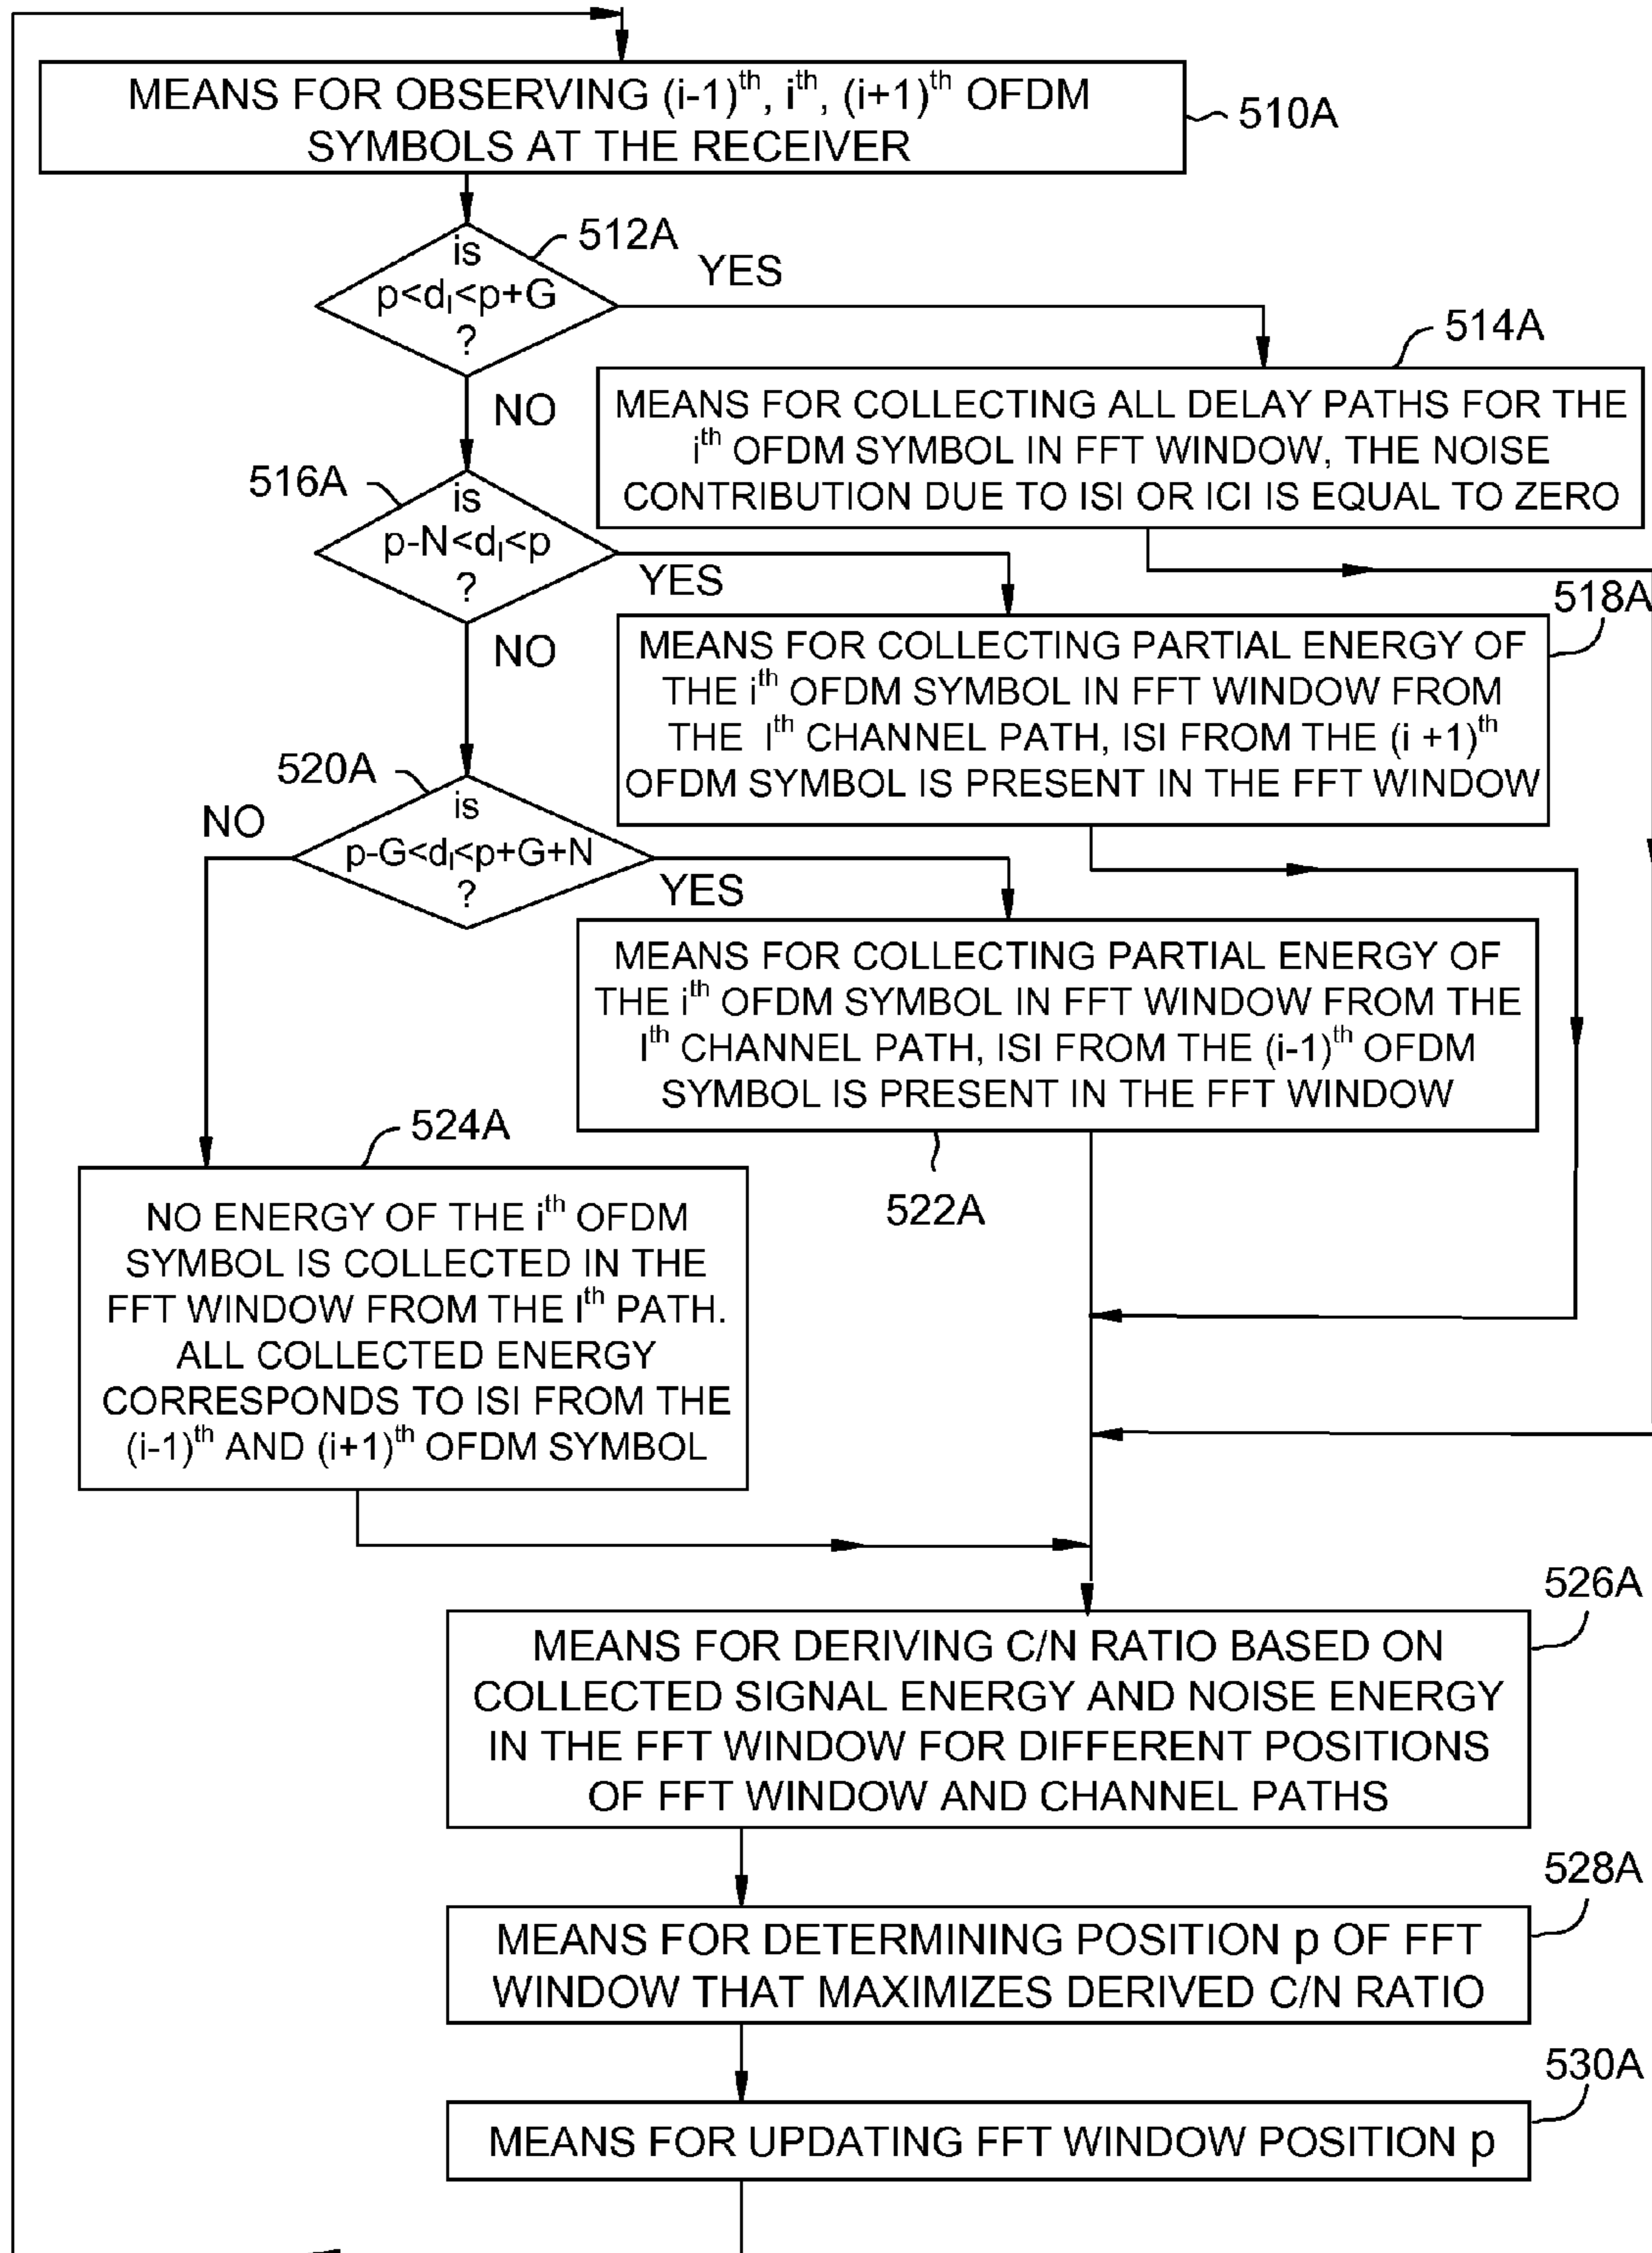 MEANS FOR OBSERVING (i-1)th, ith, (i+1)th OFDM
SYMBOLS AT THE RECEIVER
510A
is
p<dl<p+G
?
512A
YES
NO
514A
MEANS FOR COLLECTING ALL DELAY PATHS FOR THE
ith OFDM SYMBOL IN FFT WINDOW, THE NOISE
CONTRIBUTION DUE TO ISI OR ICI IS EQUAL TO ZERO
516A
is
p-N<dl<p
?
YES
NO
518A
MEANS FOR COLLECTING PARTIAL ENERGY OF
THE ith OFDM SYMBOL IN FFT WINDOW FROM
THE lth CHANNEL PATH, ISI FROM THE (i +1)th
OFDM SYMBOL IS PRESENT IN THE FFT WINDOW
520A
is
p-G<dl<p+G+N
?
NO
YES
MEANS FOR COLLECTING PARTIAL ENERGY OF
THE ith OFDM SYMBOL IN FFT WINDOW FROM THE
lth CHANNEL PATH, ISI FROM THE (i-1)th OFDM
SYMBOL IS PRESENT IN THE FFT WINDOW
522A
524A
NO ENERGY OF THE ith OFDM
SYMBOL IS COLLECTED IN THE
FFT WINDOW FROM THE lth PATH.
ALL COLLECTED ENERGY
CORRESPONDS TO ISI FROM THE
(i-1)th AND (i+1)th OFDM SYMBOL
526A
MEANS FOR DERIVING C/N RATIO BASED ON
COLLECTED SIGNAL ENERGY AND NOISE ENERGY
IN THE FFT WINDOW FOR DIFFERENT POSITIONS
OF FFT WINDOW AND CHANNEL PATHS
528A
MEANS FOR DETERMINING POSITION p OF FFT
WINDOW THAT MAXIMIZES DERIVED C/N RATIO
530A
MEANS FOR UPDATING FFT WINDOW POSITION p